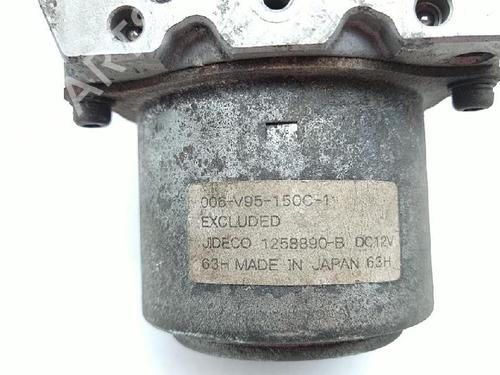 006-V95-150C-1
EXCLUDED
JIDECO 1258890-B DC12V
63H MADE IN JAPAN 63H